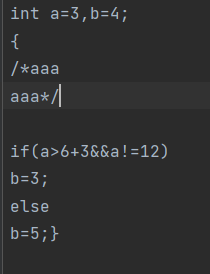 int a=3,b=4;
{
/*aaa
aaa*/
if(a>6+3&&a!=12)
b=3;
else
b=5;}